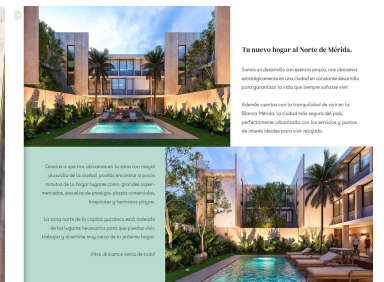 Tu nuevo hogar al Norte de Mérida.
Somos un desarrollo con esencia propia, nos ubicamos
estratégicamente en una ciudad en constante desarrollo
para garantizar la vida que siempre soñaste vivir.
Además cuentas con la tranquilidad de vivir en la
Blanca Mérida, la ciudad más segura del país,
perfectamente urbanizada con los servicios y puntos
de interés ideales para vivir relajado.
Gracias a que nos ubicamos en la zona con mayor
plusvalía de la ciudad, podrás encontrar a pocos
minutos de tu hogar lugares como: grandes super-
mercados, escuelas de prestigio, plazas comerciales,
hospitales y hermosas playas.
La zona norte de la capital yucateca está rodeada
de los lugares necesarios para que puedas vivir,
trabajar y divertirte muy cerca de tu próximo hogar.
¡Nos ubicamos cerca de todo!